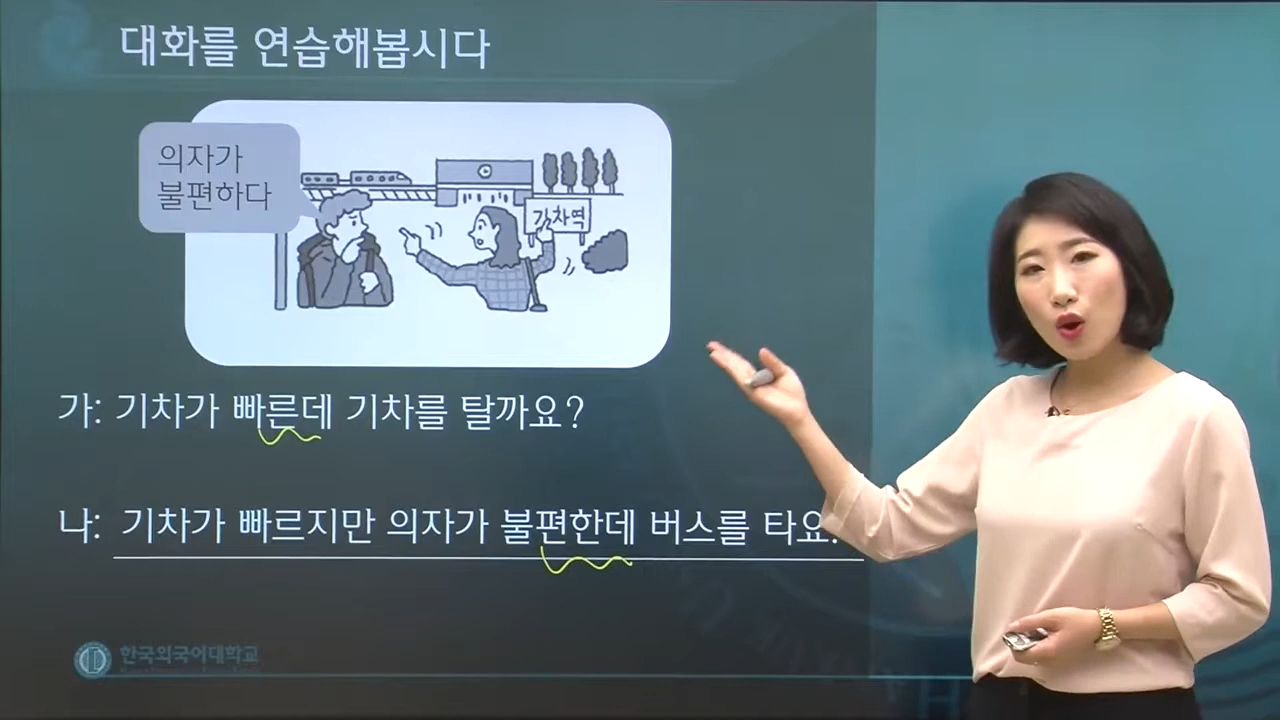 대화를 연습해봅시다
의자가
불편하다
기차역
가: 기차가 빠른데 기차를 탈까요?
나: 기차가 빠르지만 의자가 불편한데 버스를 타요.
한국외국어대학교